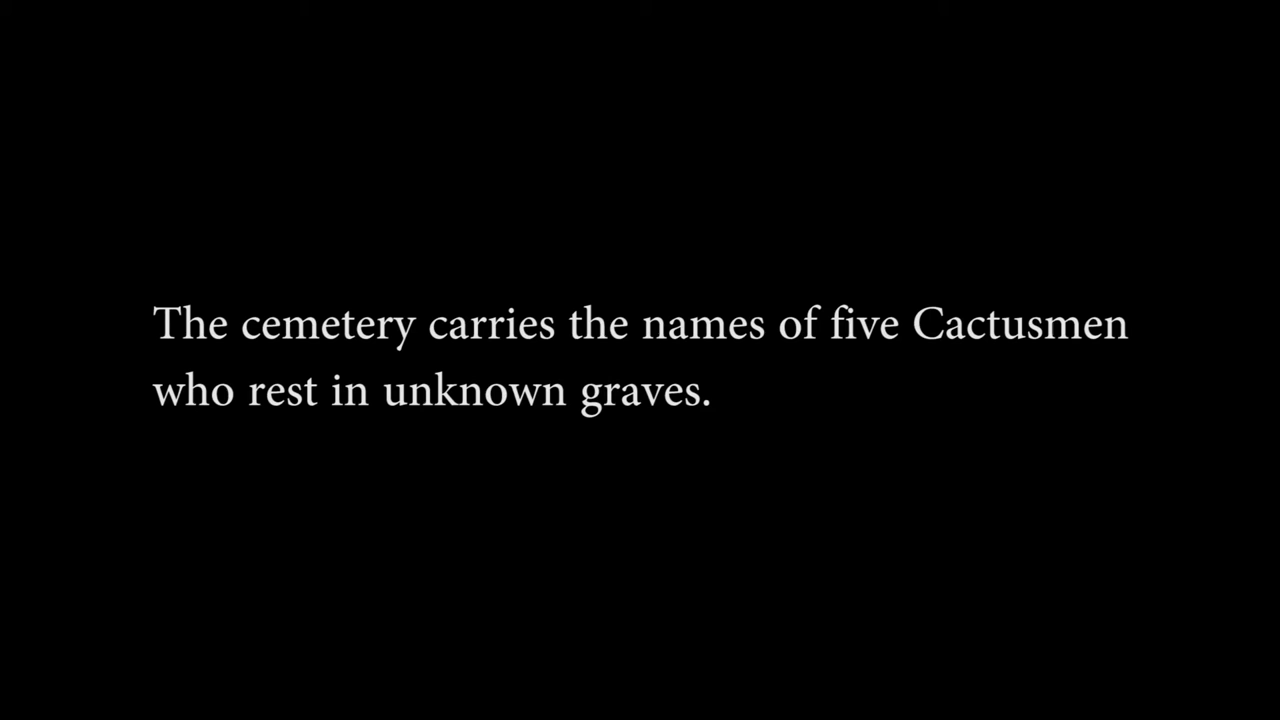 The cemetery carries the names of five Cactusmen
who rest in unknown graves.